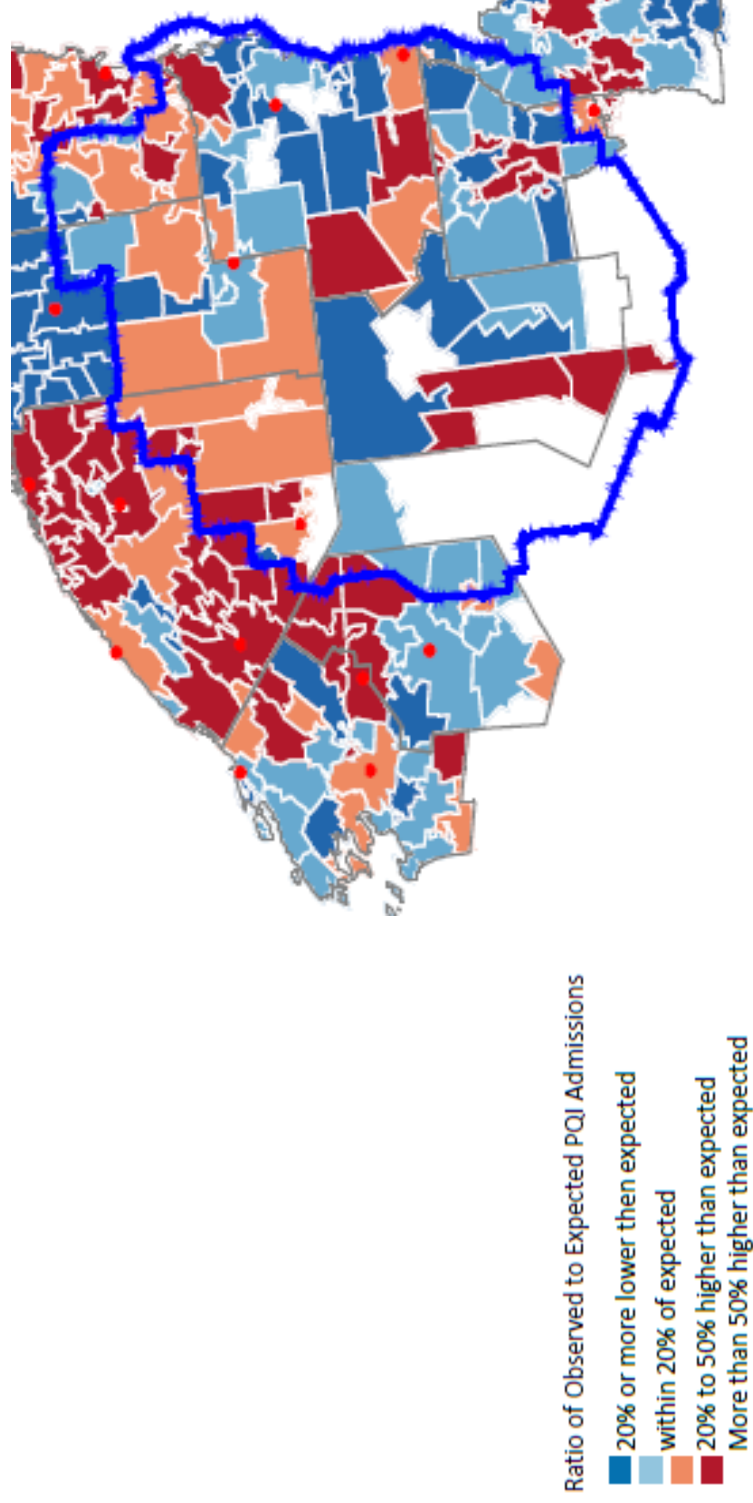 Ratio of Observed to Expected PQI Admissions
20% or more lower then expected
within 20% of expected
20% to 50% higher than expected
More than 50% higher than expected